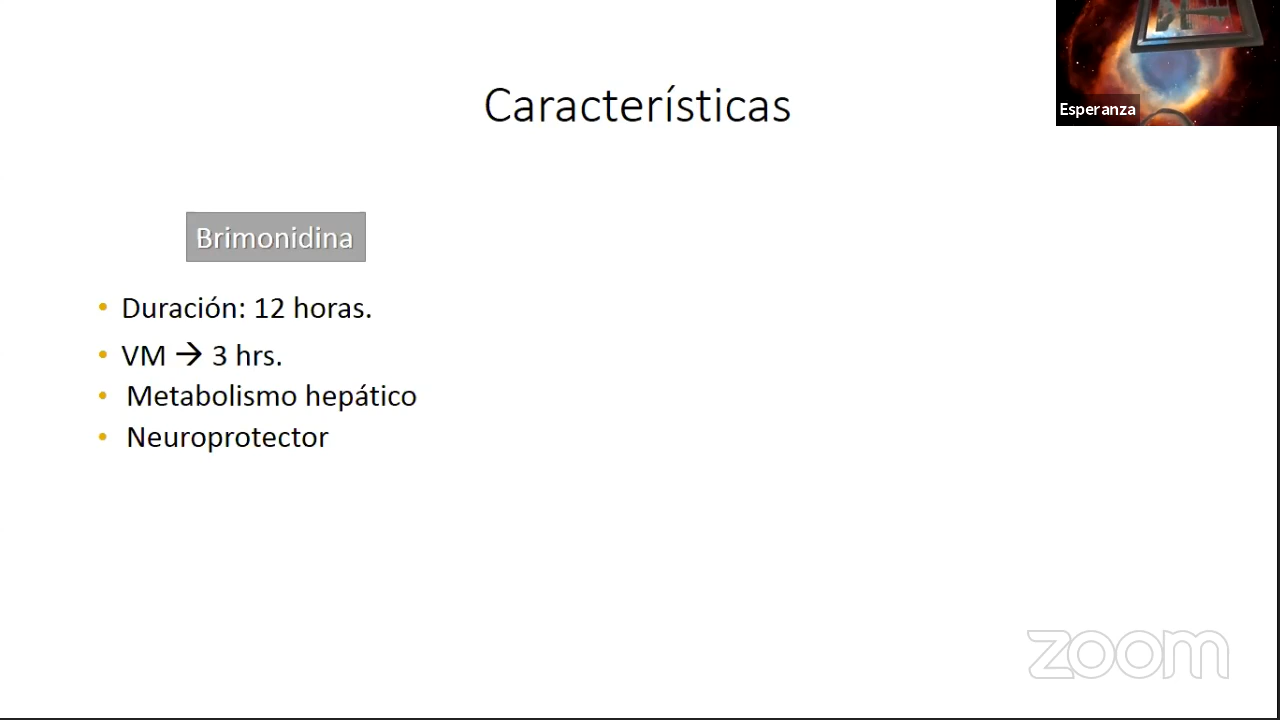 Esperanza
Características
Brimonidina
• Duración: 12 horas.
• VM → 3 hrs.
• Metabolismo hepático
• Neuroprotector
zoom